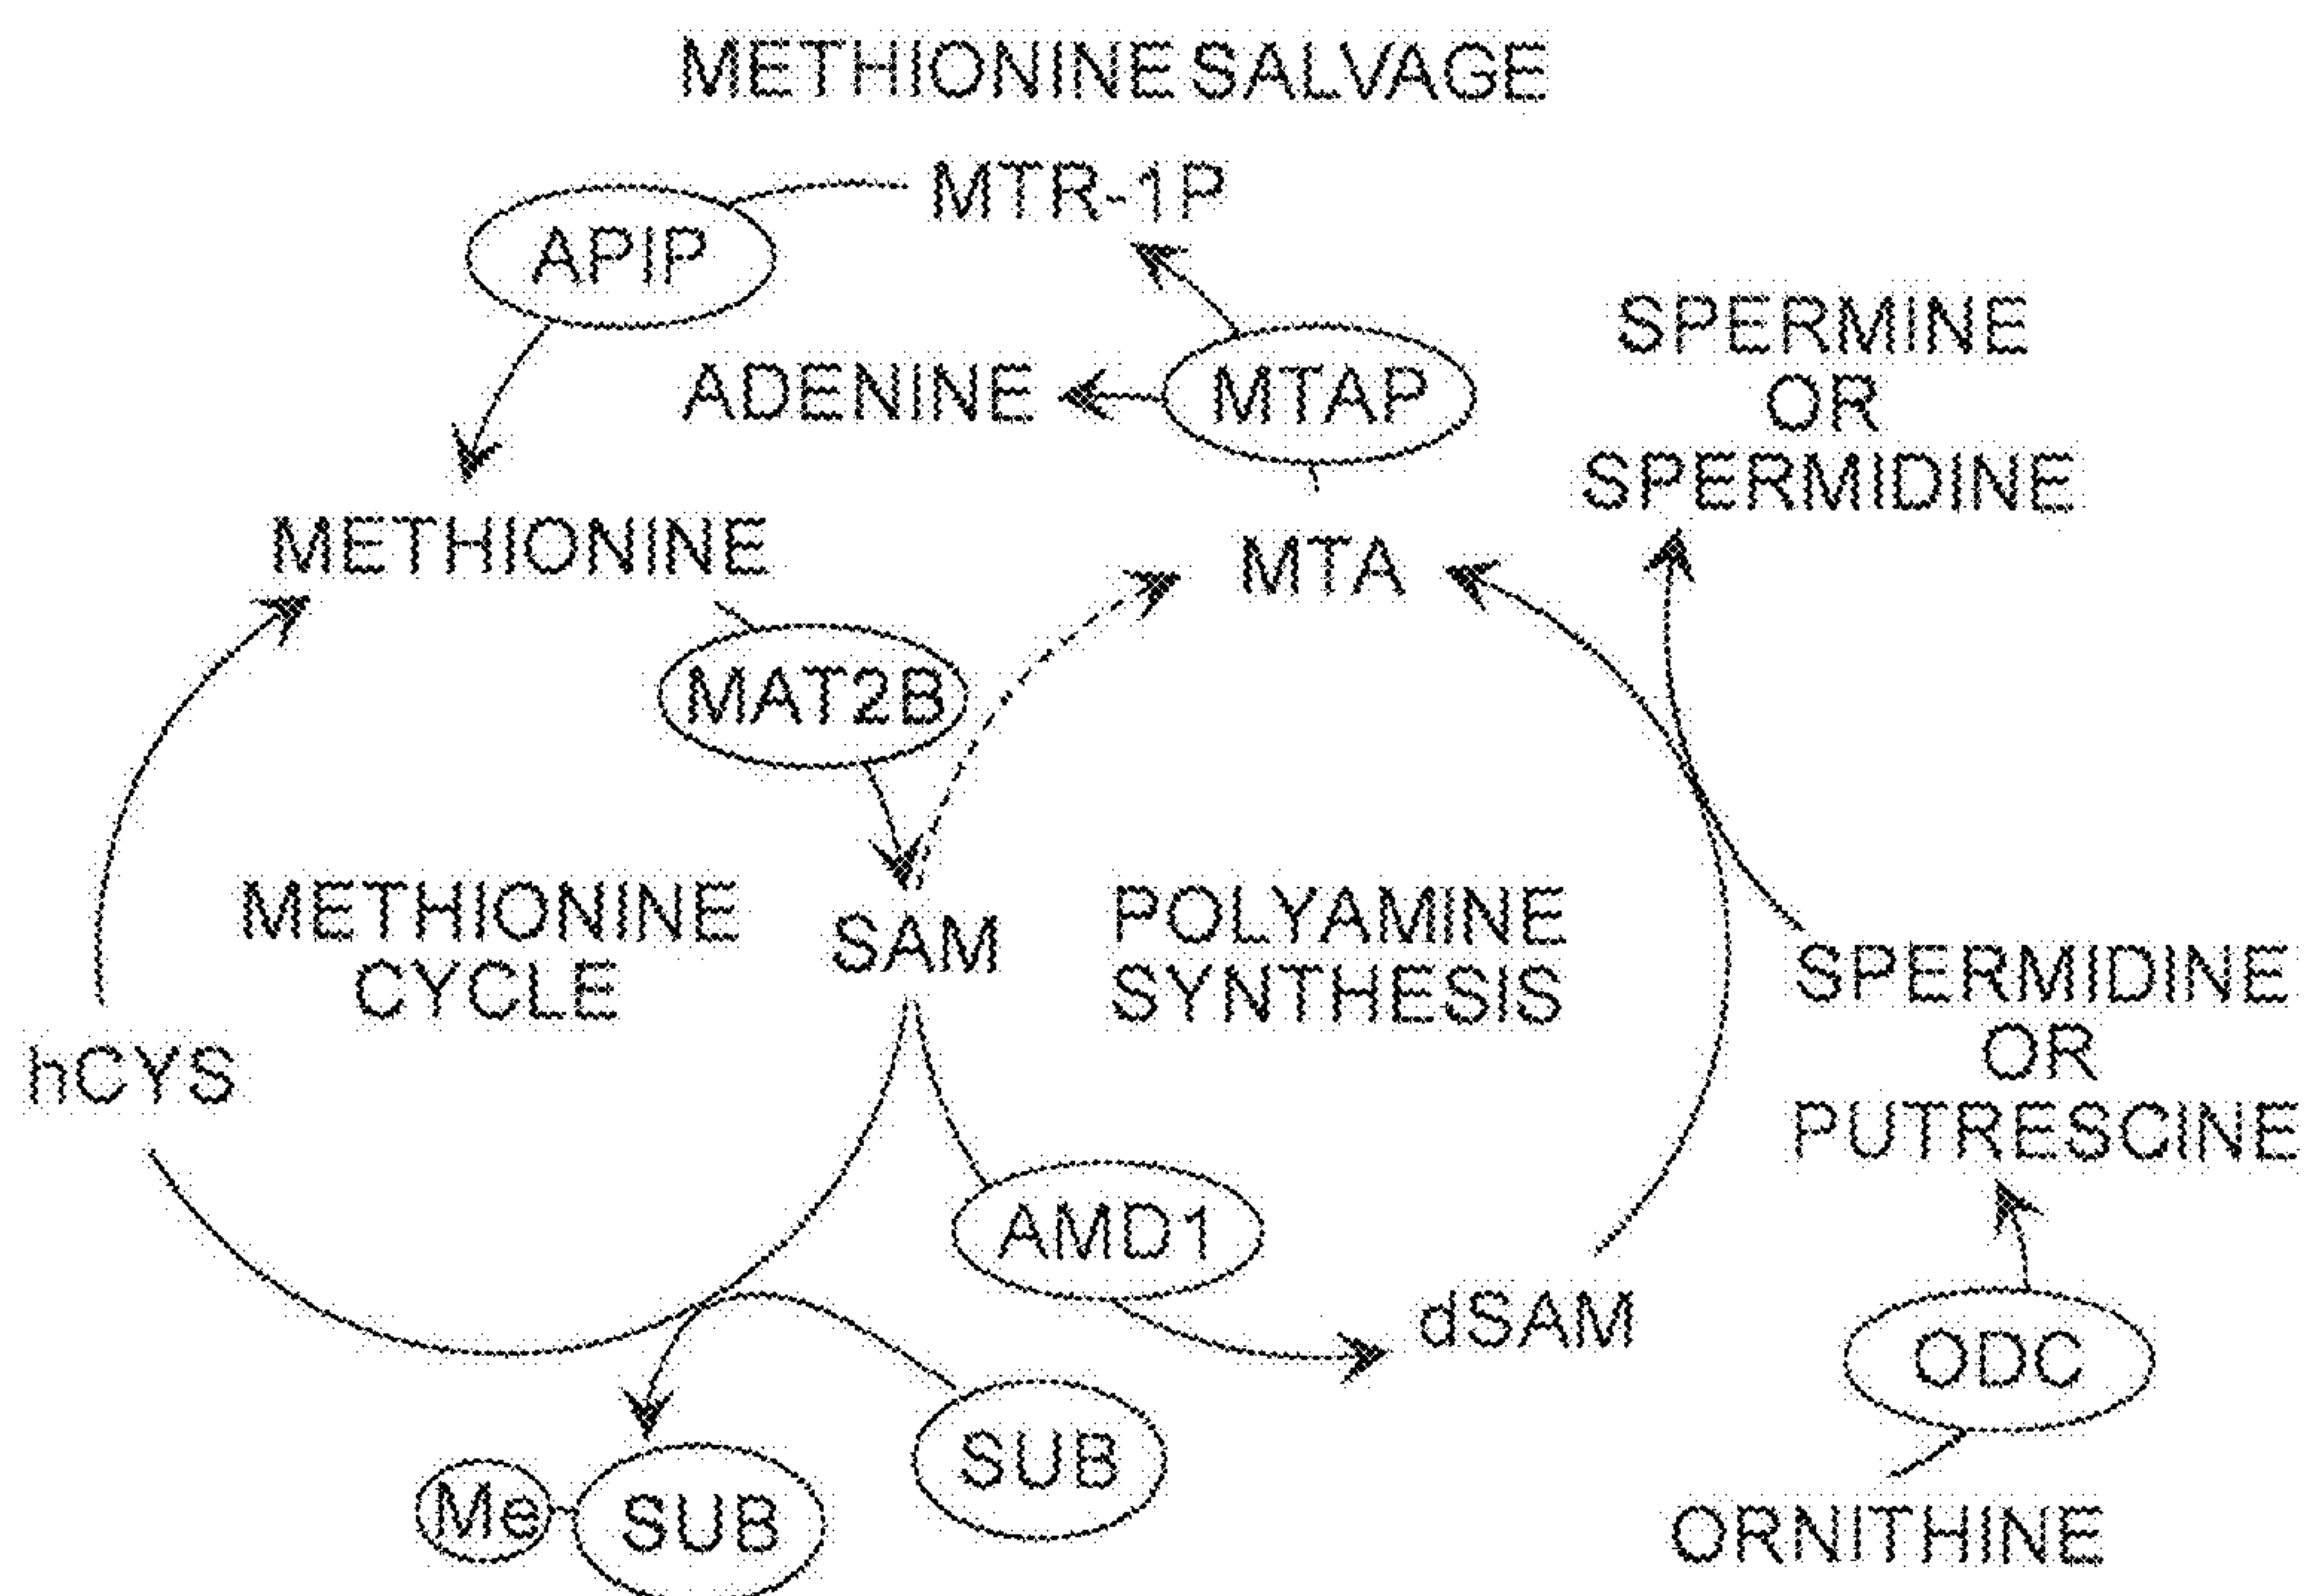 METHIONINE SALVAGE
MTR-1P
APIP
SPERMINE
OR
SPERMIDINE
ADENINE
MTAP
METHIONINE
MTA
MAT2B
METHIONINE
CYCLE
SAM
POLYAMINE
SYNTHESIS
SPERMIDINE
OR
PUTRESCINE
hCYS
AMD1
dSAM
ODC
SUB
Me
SUB
ORNITHINE